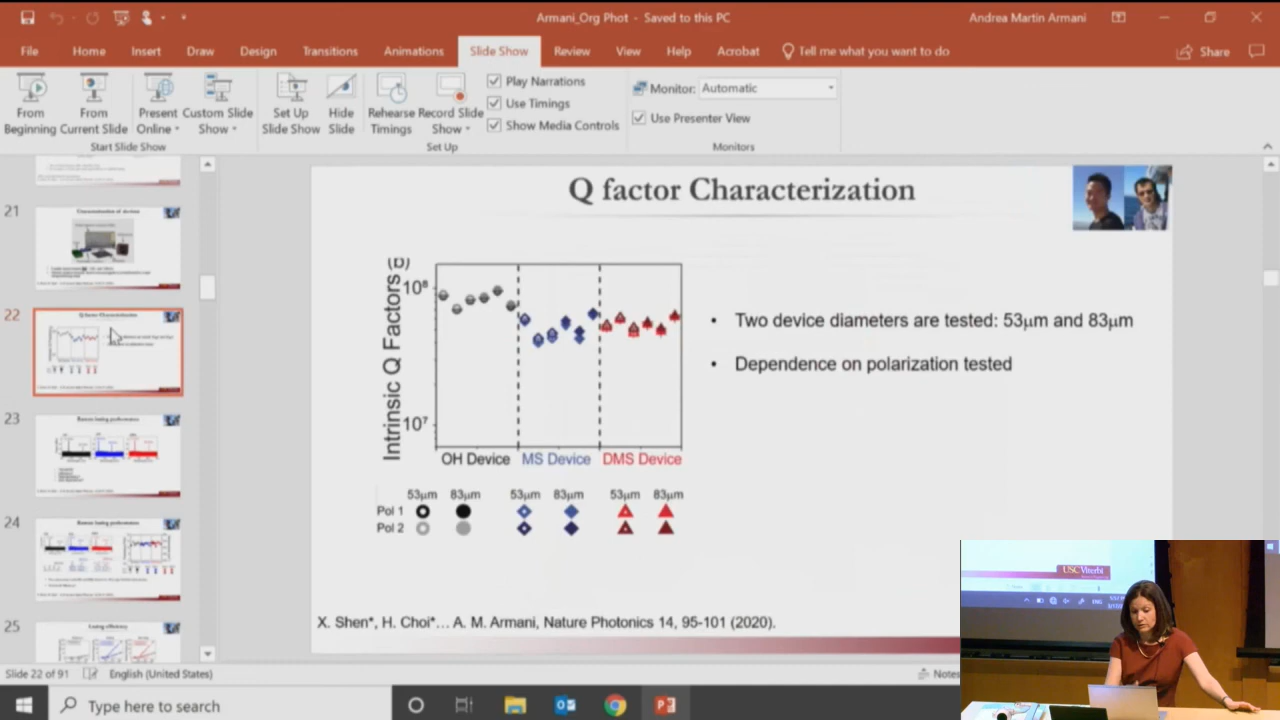 Armani_Org Phot - Saved to this PC
Andrea Martin Armani
File Home Insert Draw Design Transitions Animations Slide Show Review View Help Acrobat Tell me what you want to do Share
From Beginning
From Current Slide
Present Online
Custom Slide Show
Set Up Slide Show
Hide Slide
Rehearse Timings
Record Slide Show
Play Narrations
Use Timings
Show Media Controls
Monitor: Automatic
Use Presenter View
Start Slide Show
Set Up
Monitors
21
22
Q factor Characterization
23
24
25
Q factor Characterization
(b)
Intrinsic Q Factors
10⁸
10⁷
OH Device MS Device DMS Device
53μm 83μm 53μm 83μm 53μm 83μm
Pol 1
Pol 2
• Two device diameters are tested: 53μm and 83μm
• Dependence on polarization tested
X. Shen*, H. Choi*… A. M. Armani, Nature Photonics 14, 95-101 (2020).
USC Viterbi
Slide 22 of 91
English (United States)
Notes
Type here to search